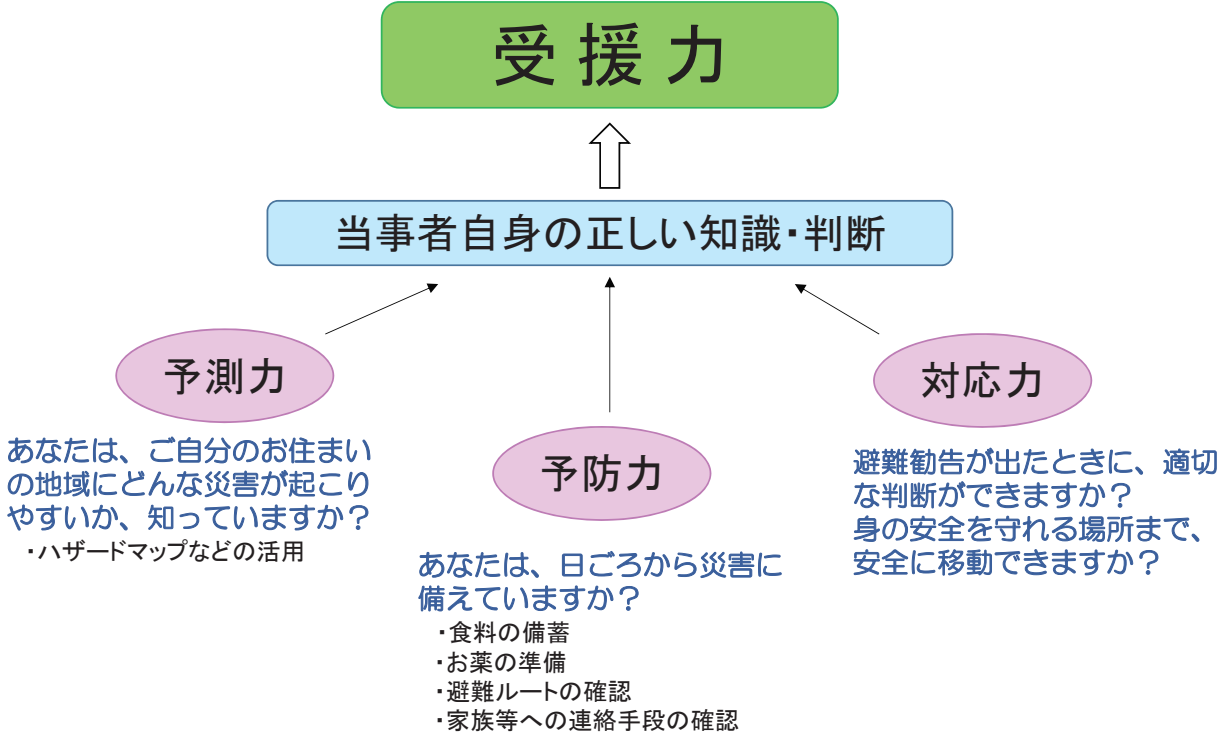 受援力
当事者自身の正しい知識・判断
予測力
あなたは、ご自分のお住まい
の地域にどんな災害が起こり
やすいか、知っていますか？
・ハザードマップなどの活用
予防力
あなたは、日ごろから災害に
備えていますか？
・食料の備蓄
・お薬の準備
・避難ルートの確認
・家族等への連絡手段の確認
対応力
避難勧告が出たときに、適切
な判断ができますか？
身の安全を守れる場所まで、
安全に移動できますか？